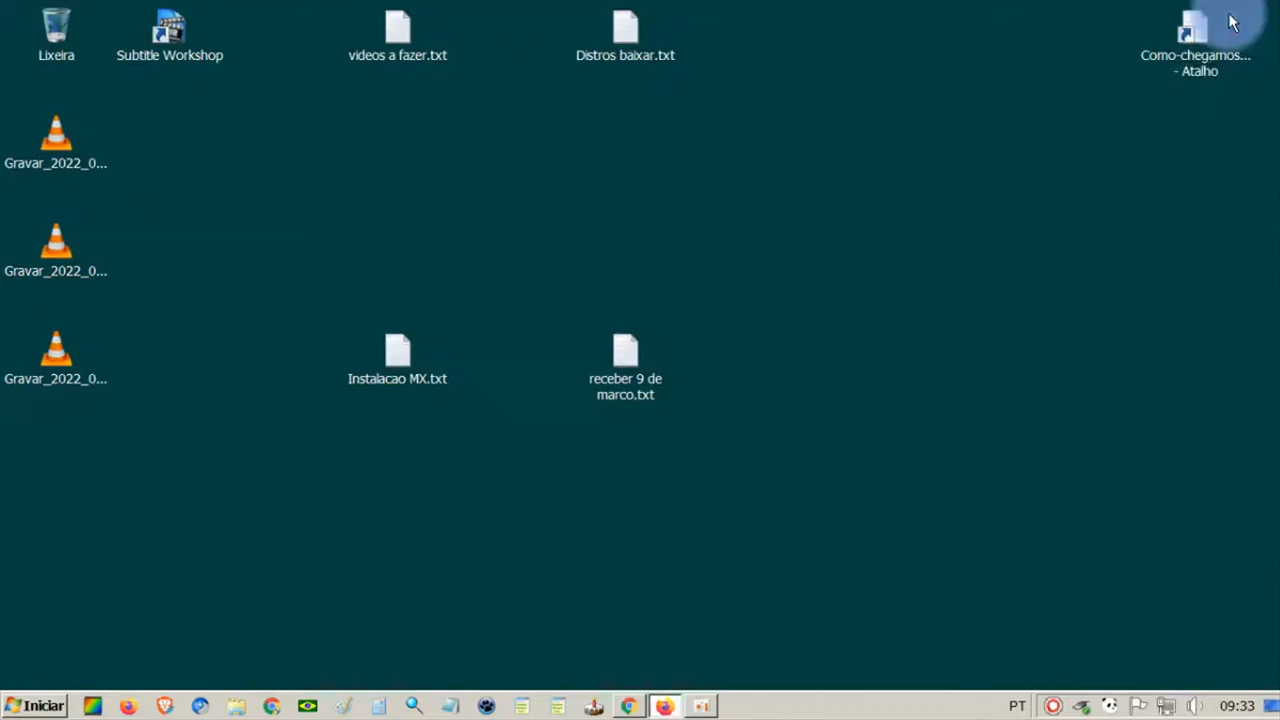 Lixeira
Subtitle Workshop
videos a fazer.txt
Distros baixar.txt
Como-chegamos...
- Atalho
Gravar_2022_0...
Gravar_2022_0...
Gravar_2022_0...
Instalacao MX.txt
receber 9 de
marco.txt
Iniciar
PT
09:33